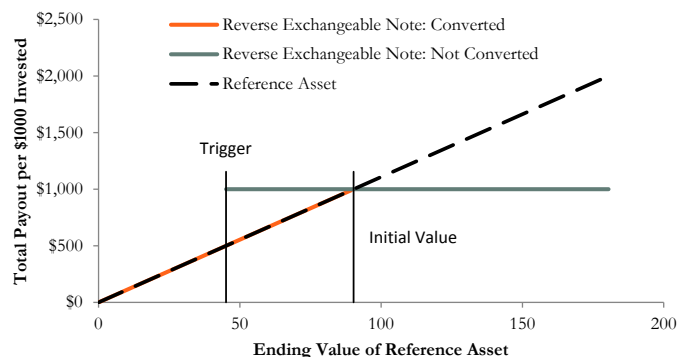 $2,500
Reverse Exchangeable Note: Converted
Reverse Exchangeable Note: Not Converted
$2,000
Reference Asset
$1,500
Trigger
$1,000
Initial Value
$500
$0
0
50
100
150
200
Total Payout per $1000 Invested
Ending Value of Reference Asset